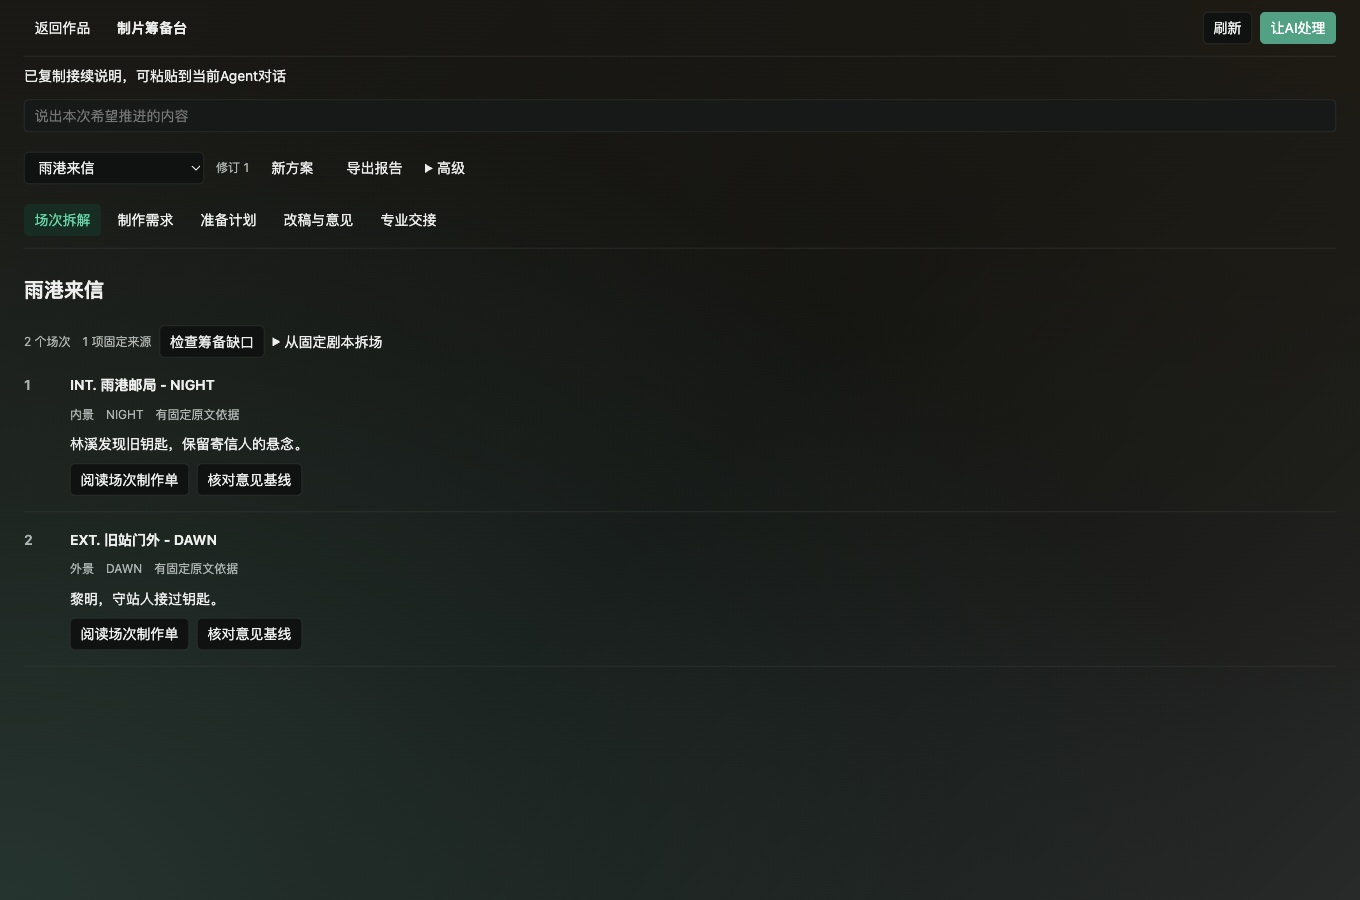 返回作品 制片筹备台 刷新 让AI处理
已复制接续说明，可粘贴到当前Agent对话
说出本次希望推进的内容
雨港来信 修订 1 新方案 导出报告 ▶ 高级
场次拆解 制作需求 准备计划 改稿与意见 专业交接
雨港来信
2 个场次 1 项固定来源 检查筹备缺口 ▶ 从固定剧本拆场
1 INT. 雨港邮局 - NIGHT
内景 NIGHT 有固定原文依据
林溪发现旧钥匙，保留寄信人的悬念。
阅读场次制作单 核对意见基线
2 EXT. 旧站门外 - DAWN
外景 DAWN 有固定原文依据
黎明，守站人接过钥匙。
阅读场次制作单 核对意见基线